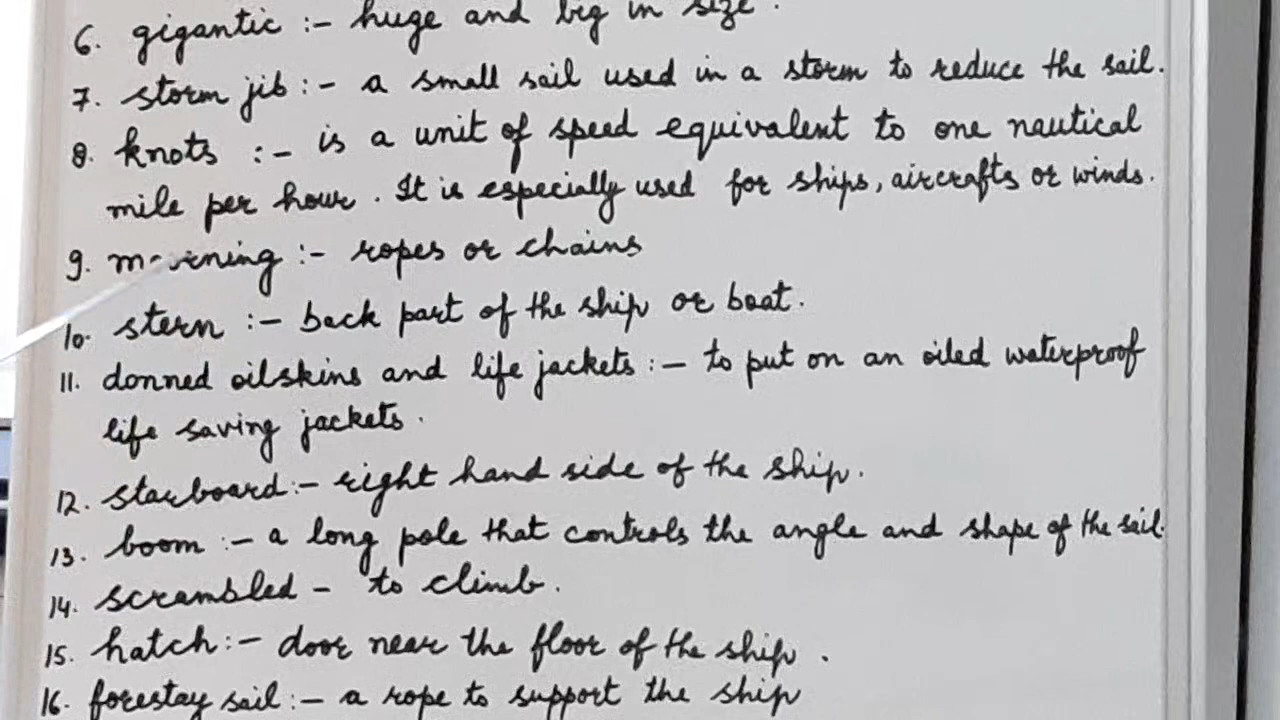 6. gigantic :- huge and big in size.
7. storm jib :- a small sail used in a storm to reduce the sail.
8. knots :- is a unit of speed equivalent to one nautical
mile per hour. It is especially used for ships, aircrafts or winds.
9. :- ropes or chains
10. stern :- back part of the ship or boat.
11. donned oilskins and life jackets :- to put on an oiled waterproof
life saving jackets.
12. starboard :- right hand side of the ship.
13. boom :- a long pole that controls the angle and shape of the sail.
14. scrambled - to climb.
15. hatch :- door near the floor of the ship.
16. forestay sail :- a rope to support the ship